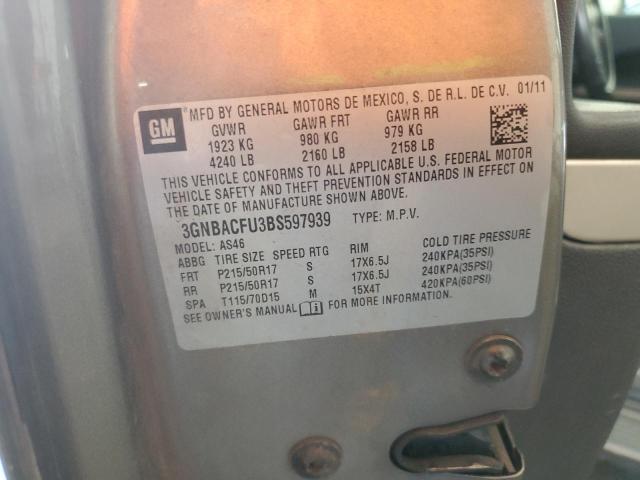 GM
MFD BY GENERAL MOTORS DE MEXICO, S. DE R.L. DE C.V. 01/11
GVWR GAWR FRT GAWR RR
1923 KG 980 KG 979 KG
4240 LB 2160 LB 2158 LB
THIS VEHICLE CONFORMS TO ALL APPLICABLE U.S. FEDERAL MOTOR
VEHICLE SAFETY AND THEFT PREVENTION STANDARDS IN EFFECT ON
THE DATE OF MANUFACTURE SHOWN ABOVE.
3GNBACFU3BS597939 TYPE: M.P.V.
MODEL: AS46
ABBG TIRE SIZE SPEED RTG RIM COLD TIRE PRESSURE
FRT P215/50R17 S 17X6.5J 240KPA(35PSI)
RR P215/50R17 S 17X6.5J 240KPA(35PSI)
SPA T115/70D15 M 15X4T 420KPA(60PSI)
SEE OWNER'S MANUAL FOR MORE INFORMATION.